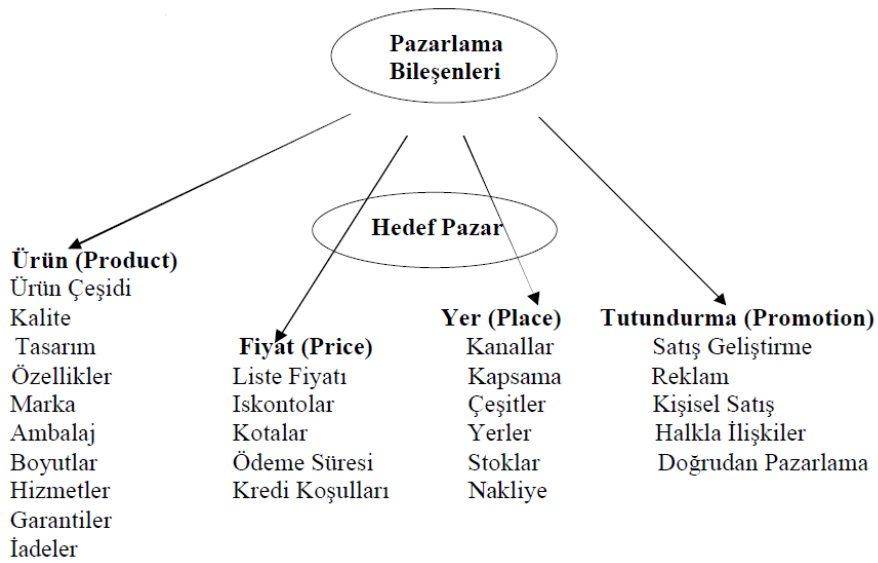 Pazarlama
Bileşenleri
Hedef Pazar
Ürün (Product)
Ürün Çeşidi
Kalite
Tasarım
Özellikler
Marka
Ambalaj
Boyutlar
Hizmetler
Garantiler
İadeler
Fiyat (Price)
Liste Fiyatı
Iskontolar
Kotalar
Ödeme Süresi
Kredi Koşulları
Yer (Place)
Kanallar
Kapsama
Çeşitler
Yerler
Stoklar
Nakliye
Tutundurma (Promotion)
Satış Geliştirme
Reklam
Kişisel Satış
Halkla İlişkiler
Doğrudan Pazarlama